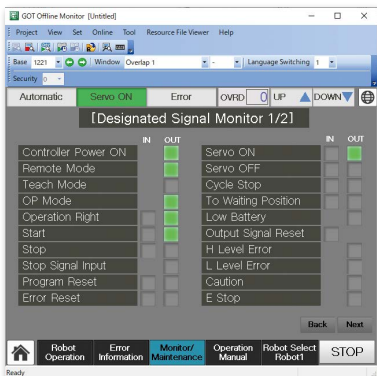 GOT Offline Monitor [Untitled]
Project View Set Online Tool Resource File Viewer Help
Base 1221 Window Overlap 1 - Language Switching 1
Security 0
Automatic Servo ON Error OVRD 0 UP DOWN
[Designated Signal Monitor 1/2]
IN OUT IN OUT
Controller Power ON Servo ON
Remote Mode Servo OFF
Teach Mode Cycle Stop
OP Mode To Waiting Position
Operation Right Low Battery
Start Output Signal Reset
Stop H Level Error
Stop Signal Input L Level Error
Program Reset Caution
Error Reset E Stop
Back Next
Robot Operation Error Information Monitor/ Maintenance Operation Manual Robot Select Robot1 STOP
Ready